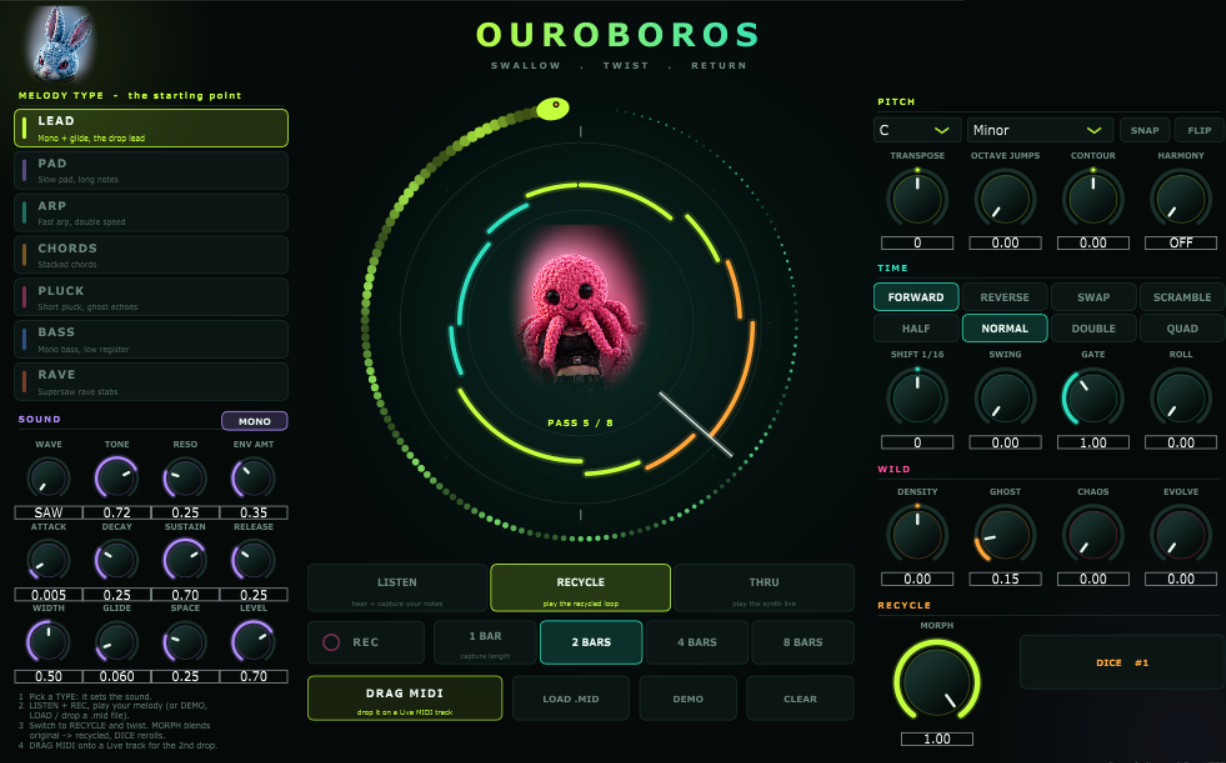 OUROBOROS
SWALLOW . TWIST . RETURN
MELODY TYPE - the starting point
LEAD
Mono + glide, the drop lead
PAD
Slow pad, long notes
ARP
Fast arp, double speed
CHORDS
Stacked chords
PLUCK
Short pluck, ghost echoes
BASS
Mono bass, low register
RAVE
Supersaw rave stabs
SOUND MONO
WAVE TONE RESO ENV AMT
SAW 0.72 0.25 0.35
ATTACK DECAY SUSTAIN RELEASE
0.005 0.25 0.70 0.25
WIDTH GLIDE SPACE LEVEL
0.50 0.060 0.25 0.70
1 Pick a TYPE: it sets the sound.
2 LISTEN + REC, play your melody (or DEMO,
LOAD / drop a .mid file).
3 Switch to RECYCLE and twist. MORPH blends
original -> recycled, DICE rerolls.
4 DRAG MIDI onto a Live track for the 2nd drop.
PASS 5 / 8
LISTEN RECYCLE THRU
hear + capture your notes play the recycled loop play the synth live
REC 1 BAR 2 BARS 4 BARS 8 BARS
capture length
DRAG MIDI LOAD .MID DEMO CLEAR
drop it on a Live MIDI track
PITCH
C Minor SNAP FLIP
TRANSPOSE OCTAVE JUMPS CONTOUR HARMONY
0 0.00 0.00 OFF
TIME
FORWARD REVERSE SWAP SCRAMBLE
HALF NORMAL DOUBLE QUAD
SHIFT 1/16 SWING GATE ROLL
0 0.00 1.00 0.00
WILD
DENSITY GHOST CHAOS EVOLVE
0.00 0.15 0.00 0.00
RECYCLE
MORPH
DICE #1
1.00